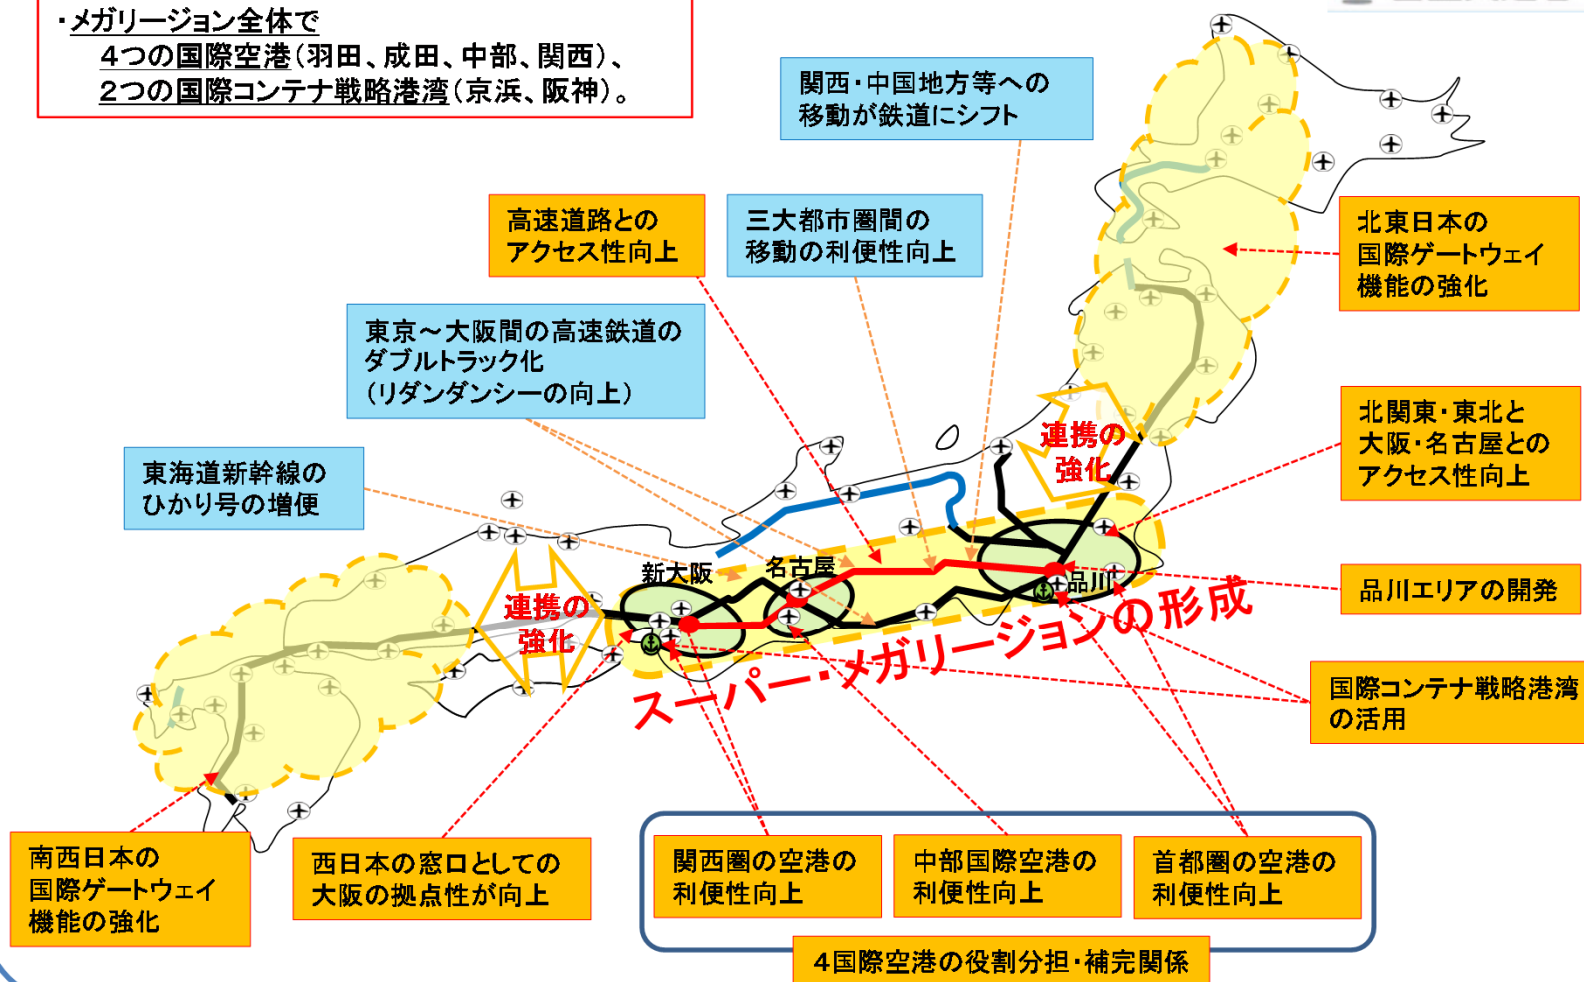 ・メガリージョン全体で
4つの国際空港(羽田、成田、中部、関西)、
2つの国際コンテナ戦略港湾(京浜、阪神)。
関西・中国地方等への
移動が鉄道にシフト
高速道路との
アクセス性向上
三大都市圏間の
移動の利便性向上
北東日本の
国際ゲートウェイ
機能の強化
東京～大阪間の高速鉄道の
ダブルトラック化
(リダンダンシーの向上)
連携の
強化
北関東・東北と
大阪・名古屋との
アクセス性向上
東海道新幹線の
ひかり号の増便
新大阪
名古屋
品川
連携の
強化
品川エリアの開発
スーパー・メガリージョンの形成
国際コンテナ戦略港湾
の活用
南西日本の
国際ゲートウェイ
機能の強化
西日本の窓口としての
大阪の拠点性が向上
関西圏の空港の
利便性向上
中部国際空港の
利便性向上
首都圏の空港の
利便性向上
4国際空港の役割分担・補完関係